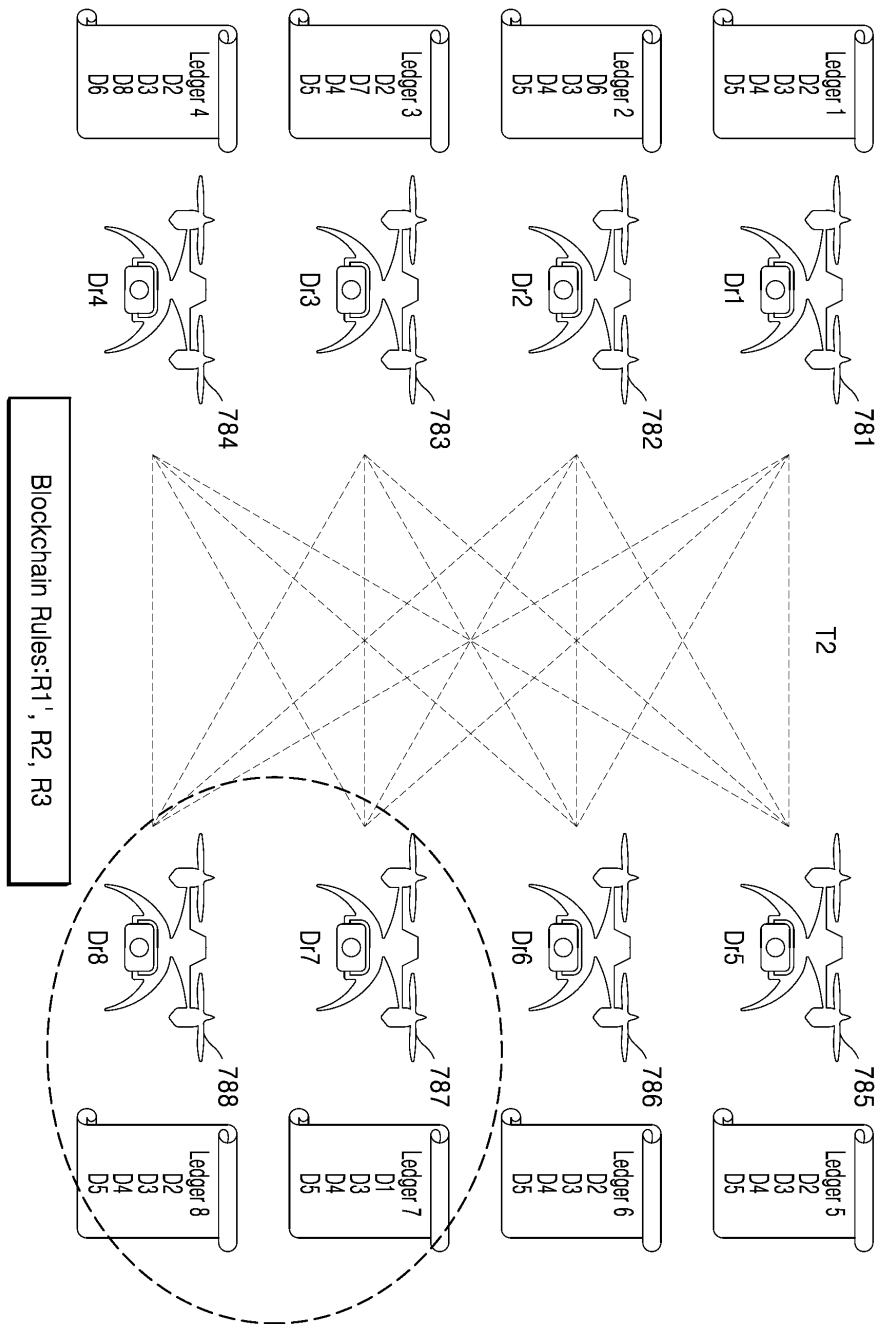 Ledger 1
D2
D3
D4
D5
Dr1
781
T2
Dr5
785
Ledger 5
D2
D3
D4
D5
Ledger 2
D6
D3
D4
D5
Dr2
782
Dr6
786
Ledger 6
D2
D3
D4
D5
Ledger 3
D2
D7
D4
D5
Dr3
783
Dr7
787
Ledger 7
D1
D3
D4
D5
Ledger 4
D2
D3
D8
D6
Dr4
784
Dr8
788
Ledger 8
D2
D3
D4
D5
Blockchain Rules:R1', R2, R3